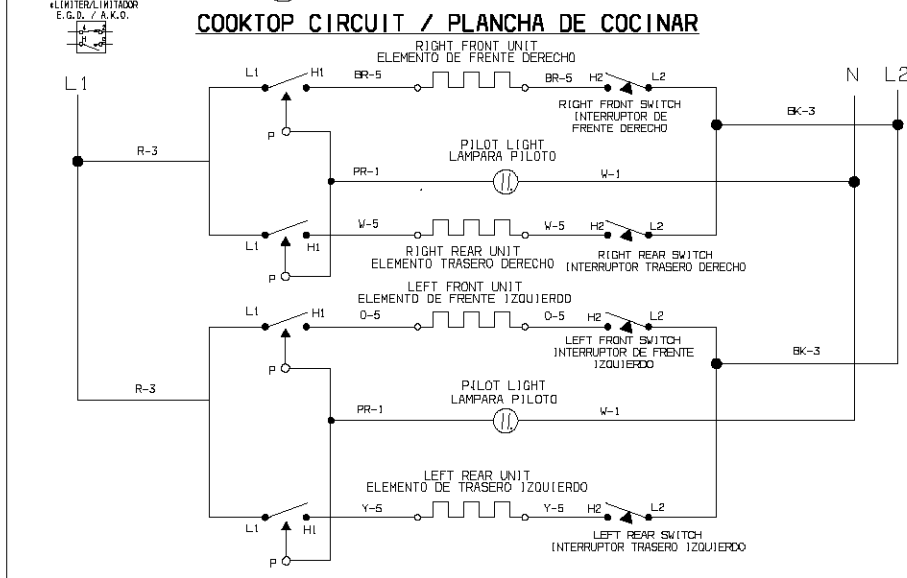 *LIMITER/LIMITADOR
E.G.O. / A.K.O.
COOKTOP CIRCUIT / PLANCHA DE COCINAR
RIGHT FRONT UNIT
ELEMENTO DE FRENTE DERECHO
L1
N
L2
L1
H1
BR-5
BR-5
H2
L2
RIGHT FRONT SWITCH
INTERRUPTOR DE
FRENTE DERECHO
BK-3
P
R-3
PILOT LIGHT
LAMPARA PILOTO
PR-1
W-1
L1
H1
W-5
W-5
H2
L2
RIGHT REAR UNIT
ELEMENTO TRASERO DERECHO
RIGHT REAR SWITCH
INTERRUPTOR TRASERO DERECHO
P
LEFT FRONT UNIT
ELEMENTO DE FRENTE IZQUIERDO
L1
H1
O-5
O-5
H2
L2
LEFT FRONT SWITCH
INTERRUPTOR DE FRENTE
IZQUIERDO
BK-3
P
R-3
PILOT LIGHT
LAMPARA PILOTO
PR-1
W-1
LEFT REAR UNIT
ELEMENTO DE TRASERO IZQUIERDO
L1
H1
Y-5
Y-5
H2
L2
LEFT REAR SWITCH
INTERRUPTOR TRASERO IZQUIERDO
P